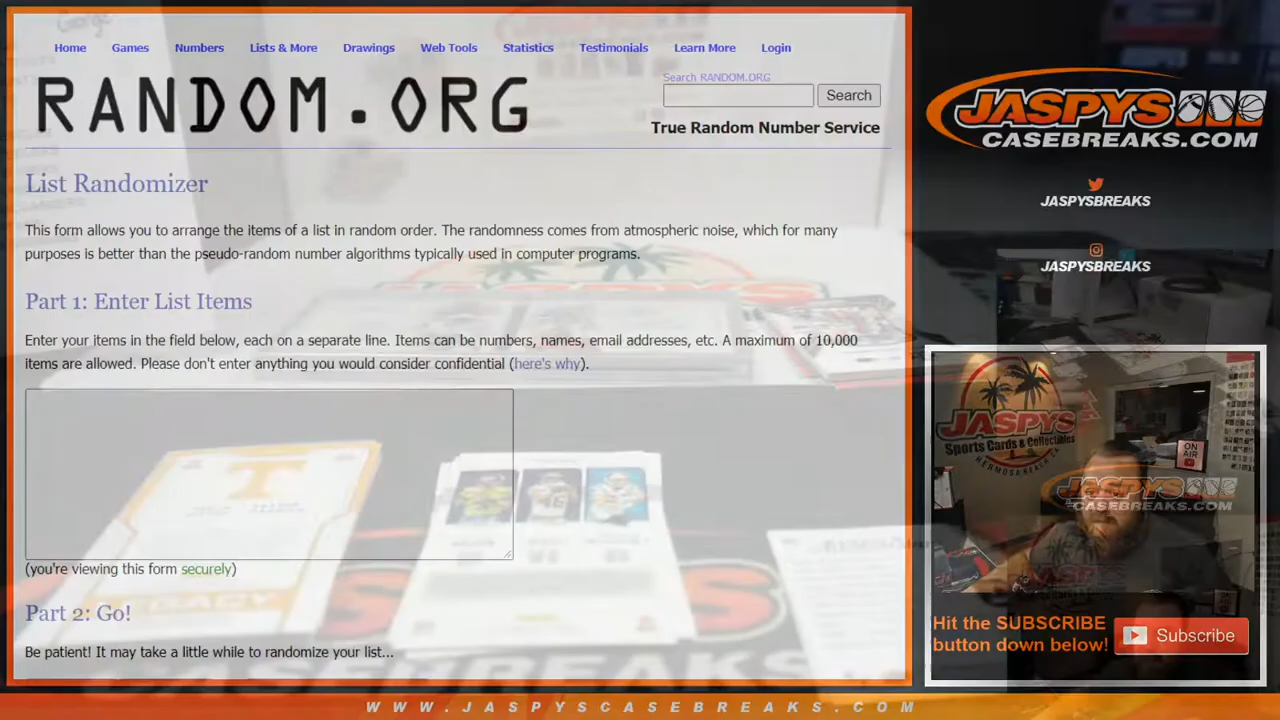 Home Games Numbers Lists & More Drawings Web Tools Statistics Testimonials Learn More Login
RANDOM.ORG
Search RANDOM.ORG
Search
True Random Number Service
List Randomizer
This form allows you to arrange the items of a list in random order. The randomness comes from atmospheric noise, which for many
purposes is better than the pseudo-random number algorithms typically used in computer programs.
Part 1: Enter List Items
Enter your items in the field below, each on a separate line. Items can be numbers, names, email addresses, etc. A maximum of 10,000
items are allowed. Please don't enter anything you would consider confidential (here's why).
(you're viewing this form securely)
Part 2: Go!
Be patient! It may take a little while to randomize your list...
T
LEGACY
JASPYS
CASEBREAKS.COM
JASPYSBREAKS
JASPYSBREAKS
JASPYS
Sports Cards & Collectibles
HERMOSA BEACH, CA
ON
AIR
JASPYS
CASEBREAKS.COM
Hit the SUBSCRIBE
button down below!
Subscribe
WWW.JASPYSCASEBREAKS.COM